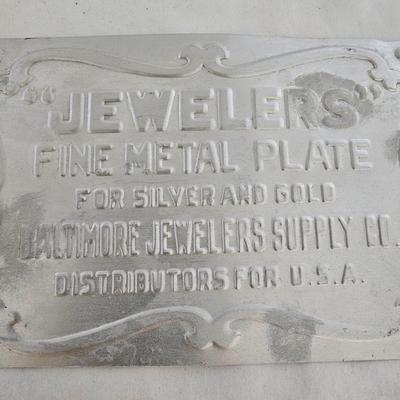 "JEWELERS"
FINE METAL PLATE
FOR SILVER AND GOLD
BALTIMORE JEWELERS SUPPLY CO.
DISTRIBUTORS FOR U.S.A.